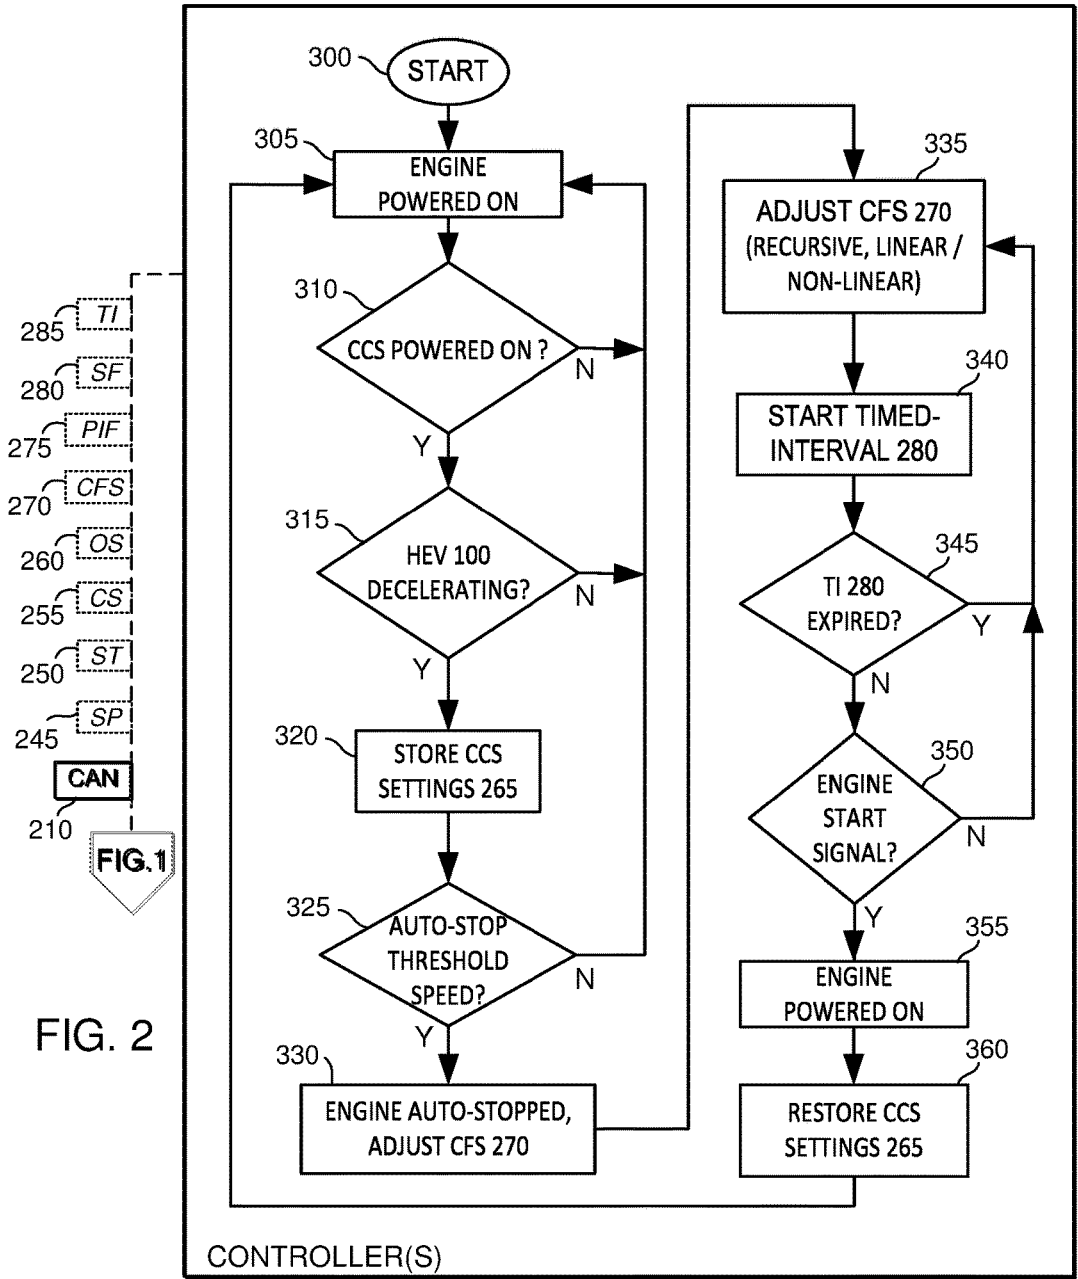 300
START
305
ENGINE
POWERED ON
310
CCS POWERED ON ?
N
Y
315
HEV 100
DECELERATING?
N
Y
320
STORE CCS
SETTINGS 265
325
AUTO-STOP
THRESHOLD
SPEED?
N
Y
330
ENGINE AUTO-STOPPED,
ADJUST CFS 270
335
ADJUST CFS 270
(RECURSIVE, LINEAR /
NON-LINEAR)
340
START TIMED-
INTERVAL 280
345
TI 280
EXPIRED?
Y
N
350
ENGINE
START
SIGNAL?
N
Y
355
ENGINE
POWERED ON
360
RESTORE CCS
SETTINGS 265
TI
285
SF
280
PIF
275
CFS
270
OS
260
CS
255
ST
250
SP
245
CAN
210
FIG.1
FIG. 2
CONTROLLER(S)